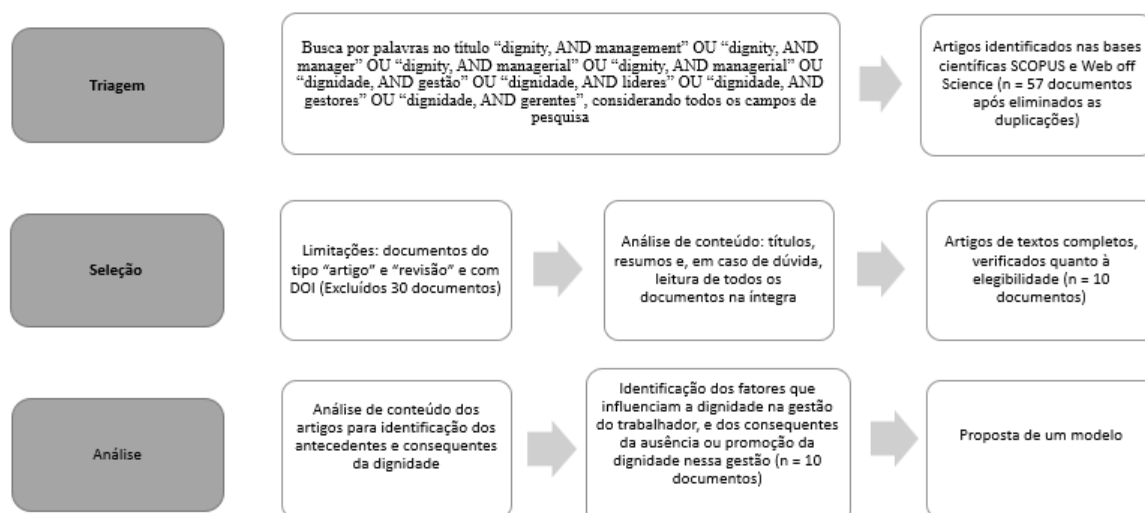 Triagem
Busca por palavras no título “dignity, AND management” OU “dignity, AND
manager” OU “dignity, AND managerial” OU “dignity, AND managerial” OU
“dignidade, AND gestão” OU “dignidade, AND lideres” OU “dignidade, AND
gestores” OU “dignidade, AND gerentes”, considerando todos os campos de
pesquisa
Artigos identificados nas bases
científicas SCOPUS e Web off
Science (n = 57 documentos
após eliminados as
duplicações)
Seleção
Limitações: documentos do
tipo “artigo” e “revisão” e com
DOI (Excluídos 30 documentos)
Análise de conteúdo: títulos,
resumos e, em caso de dúvida,
leitura de todos os
documentos na íntegra
Artigos de textos completos,
verificados quanto à
elegibilidade (n = 10
documentos)
Análise
Análise de conteúdo dos
artigos para identificação dos
antecedentes e consequentes
da dignidade
Identificação dos fatores que
influenciam a dignidade na gestão
do trabalhador, e dos consequentes
da ausência ou promoção da
dignidade nessa gestão (n = 10
documentos)
Proposta de um modelo